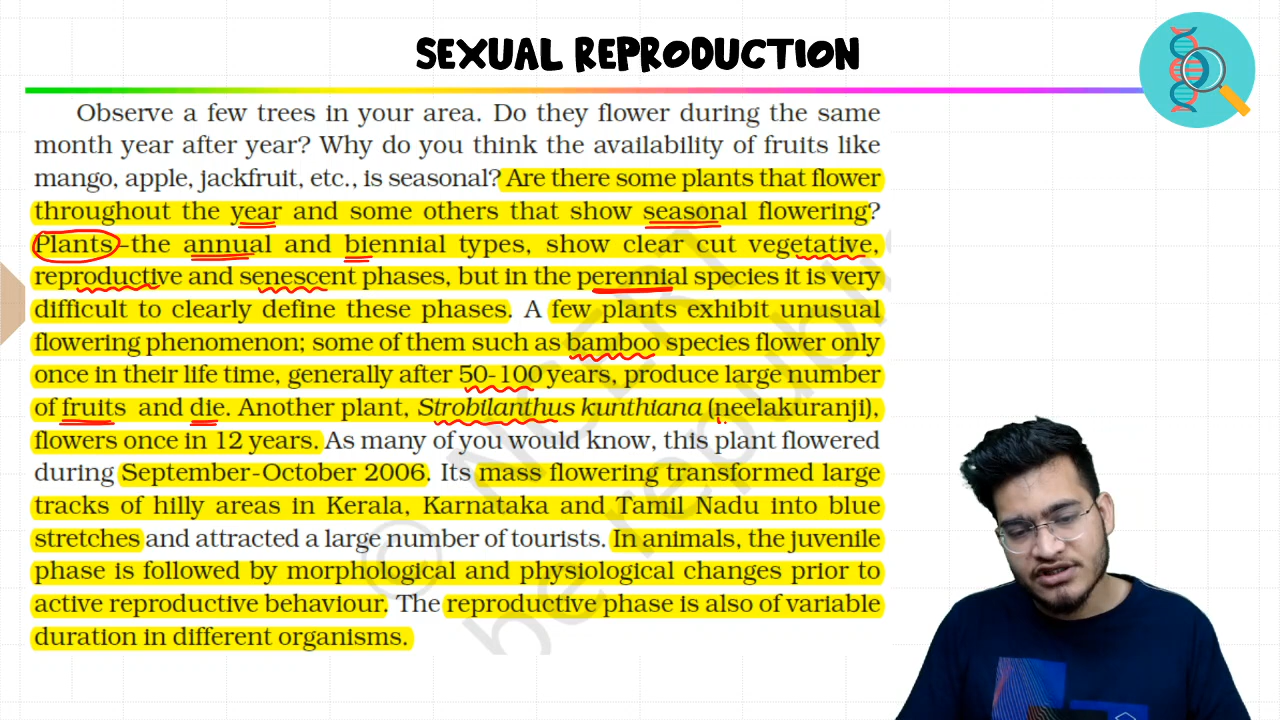 SEXUAL REPRODUCTION
Observe a few trees in your area. Do they flower during the same
month year after year? Why do you think the availability of fruits like
mango, apple, jackfruit, etc., is seasonal? Are there some plants that flower
throughout the year and some others that show seasonal flowering?
Plants–the annual and biennial types, show clear cut vegetative,
reproductive and senescent phases, but in the perennial species it is very
difficult to clearly define these phases. A few plants exhibit unusual
flowering phenomenon; some of them such as bamboo species flower only
once in their life time, generally after 50-100 years, produce large number
of fruits and die. Another plant, Strobilanthus kunthiana (neelakuranji),
flowers once in 12 years. As many of you would know, this plant flowered
during September-October 2006. Its mass flowering transformed large
tracks of hilly areas in Kerala, Karnataka and Tamil Nadu into blue
stretches and attracted a large number of tourists. In animals, the juvenile
phase is followed by morphological and physiological changes prior to
active reproductive behaviour. The reproductive phase is also of variable
duration in different organisms.
© NCERT
be republi